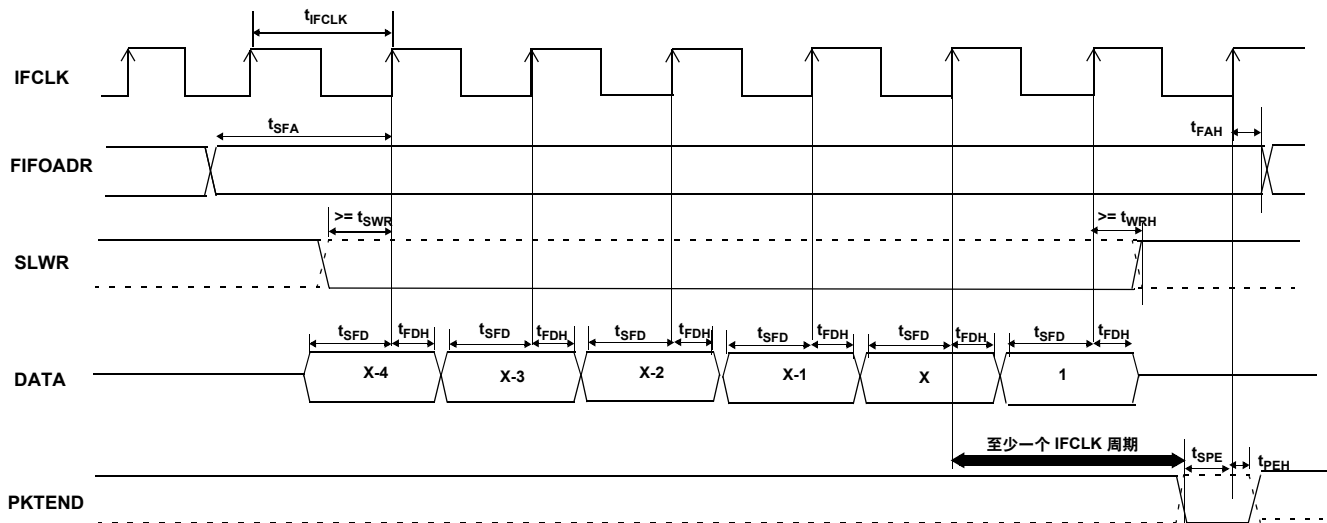 tIFCLK
IFCLK
tSFA
tFAH
FIFOADR
>= tSWR
>= tWRH
SLWR
tSFD tFDH tSFD tFDH tSFD tFDH tSFD tFDH tSFD tFDH tSFD tFDH
DATA
X-4 X-3 X-2 X-1 X 1
至少一个 IFCLK 周期
tSPE
tPEH
PKTEND